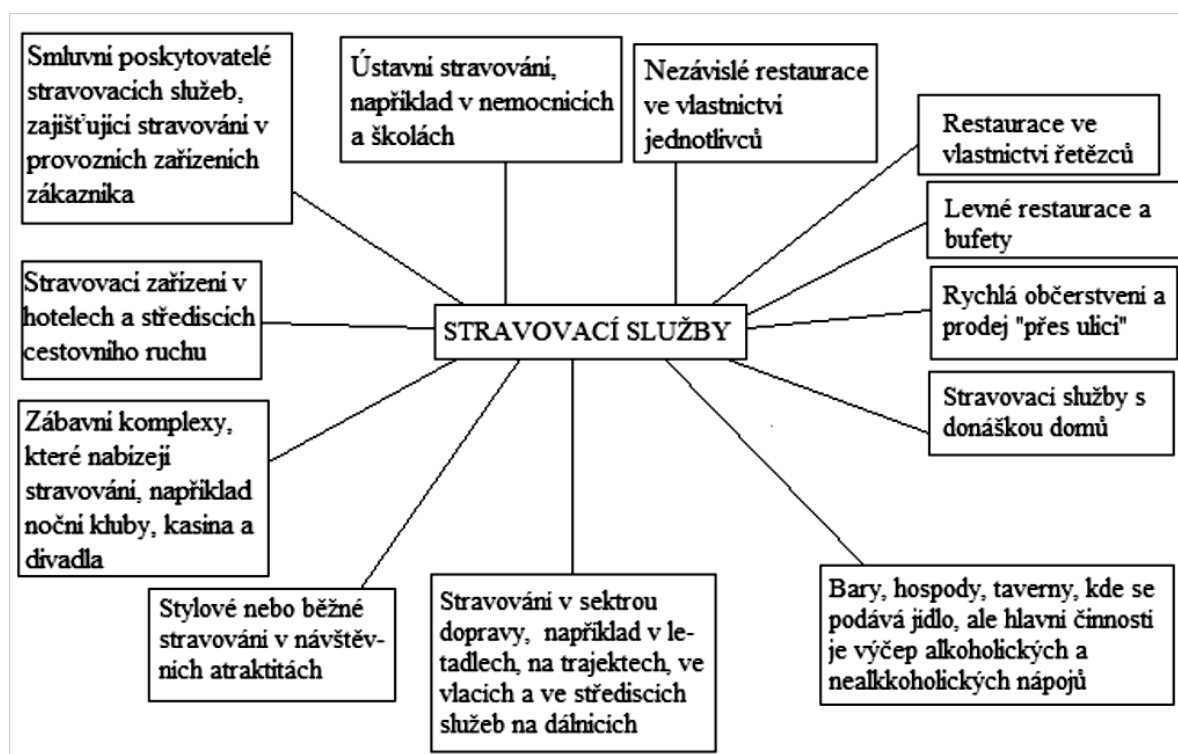 Smluvní poskytovatelé
stravovacích služeb,
zajišťující stravování v
provozních zařízeních
zákazníka
Ústavní stravování,
například v nemocnicích
a školách
Nezávislé restaurace
ve vlastnictví
jednotlivců
Restaurace ve
vlastnictví řetězců
Levné restaurace a
bufety
Stravovací zařízení v
hotelech a střediscích
cestovního ruchu
STRAVOVACÍ SLUŽBY
Rychlá občerstvení a
prodej "přes ulici"
Stravovací služby s
donáškou domů
Zábavní komplexy,
které nabízejí
stravování, například
noční kluby, kasina a
divadla
Stylové nebo běžné
stravování v návštěv-
ních atraktitách
Stravování v sektrou
dopravy, například v le-
tadlech, na trajektech, ve
vlacích a ve střediscích
služeb na dálnicích
Bary, hospody, taverny, kde se
podává jídlo, ale hlavní činností
je výčep alkoholických a
nealkkoholických nápojů